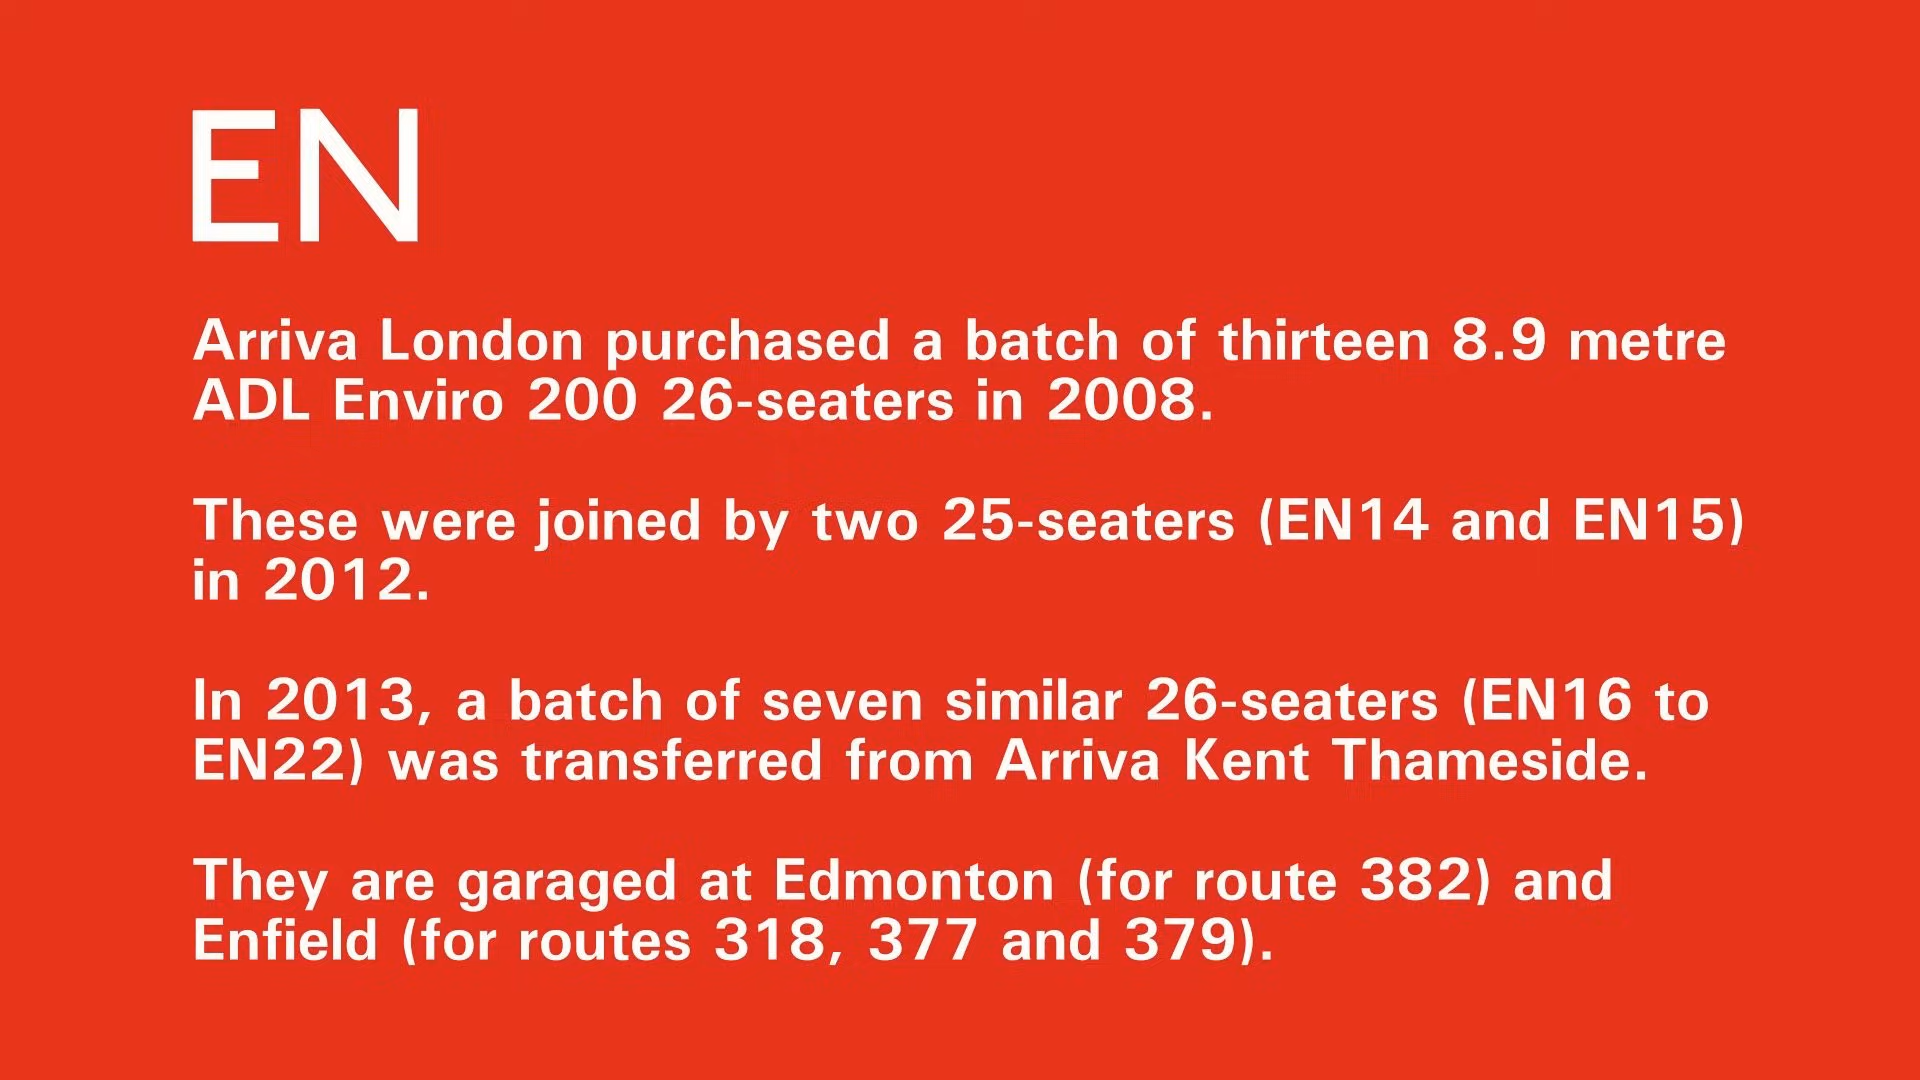 EN
Arriva London purchased a batch of thirteen 8.9 metre
ADL Enviro 200 26-seaters in 2008.
These were joined by two 25-seaters (EN14 and EN15)
in 2012.
In 2013, a batch of seven similar 26-seaters (EN16 to
EN22) was transferred from Arriva Kent Thameside.
They are garaged at Edmonton (for route 382) and
Enfield (for routes 318, 377 and 379).